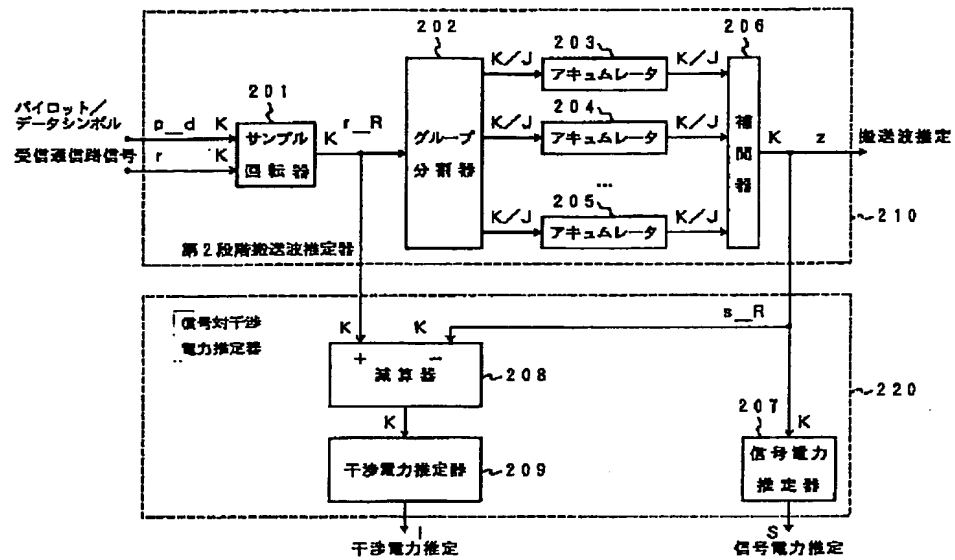 202
203
206
K/J
K/J
アキュムレータ
201
204
パイロット/
データシンボル
p_d
K
サンプル
回転器
K
r_R
グループ
分割器
K/J
K/J
アキュムレータ
補間器
K
z
搬送波推定
受信通信路信号
r
K
...
205
K/J
K/J
アキュムレータ
210
第2段階搬送波推定器
信号対干渉
電力推定器
s_R
K
K
+
−
減算器
208
220
207
K
K
干渉電力推定器
209
信号電力
推定器
I
S
干渉電力推定
信号電力推定